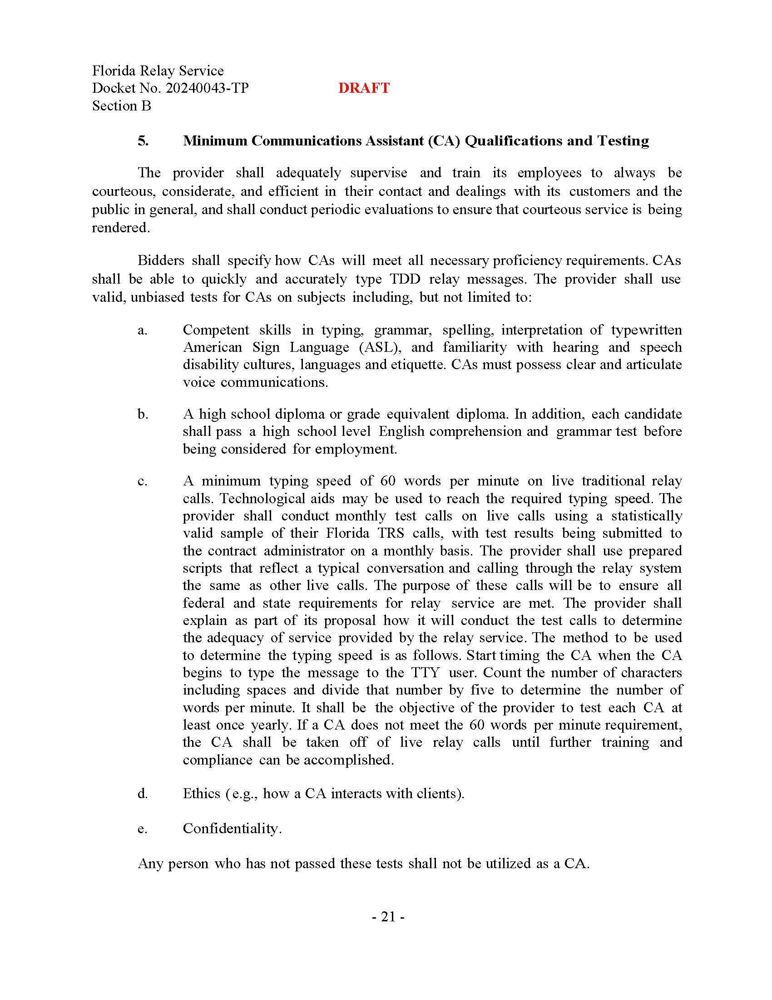 Florida Relay Service
Docket No. 20240043-TP DRAFT
Section B
5. Minimum Communications Assistant (CA) Qualifications and Testing
The provider shall adequately supervise and train its employees to always be
courteous, considerate, and efficient in their contact and dealings with its customers and the
public in general, and shall conduct periodic evaluations to ensure that courteous service is being
rendered.
Bidders shall specify how CAs will meet all necessary proficiency requirements. CAs
shall be able to quickly and accurately type TDD relay messages. The provider shall use
valid, unbiased tests for CAs on subjects including, but not limited to:
a. Competent skills in typing, grammar, spelling, interpretation of typewritten
American Sign Language (ASL), and familiarity with hearing and speech
disability cultures, languages and etiquette. CAs must possess clear and articulate
voice communications.
b. A high school diploma or grade equivalent diploma. In addition, each candidate
shall pass a high school level English comprehension and grammar test before
being considered for employment.
c. A minimum typing speed of 60 words per minute on live traditional relay
calls. Technological aids may be used to reach the required typing speed. The
provider shall conduct monthly test calls on live calls using a statistically
valid sample of their Florida TRS calls, with test results being submitted to
the contract administrator on a monthly basis. The provider shall use prepared
scripts that reflect a typical conversation and calling through the relay system
the same as other live calls. The purpose of these calls will be to ensure all
federal and state requirements for relay service are met. The provider shall
explain as part of its proposal how it will conduct the test calls to determine
the adequacy of service provided by the relay service. The method to be used
to determine the typing speed is as follows. Start timing the CA when the CA
begins to type the message to the TTY user. Count the number of characters
including spaces and divide that number by five to determine the number of
words per minute. It shall be the objective of the provider to test each CA at
least once yearly. If a CA does not meet the 60 words per minute requirement,
the CA shall be taken off of live relay calls until further training and
compliance can be accomplished.
d. Ethics (e.g., how a CA interacts with clients).
e. Confidentiality.
Any person who has not passed these tests shall not be utilized as a CA.
- 21 -